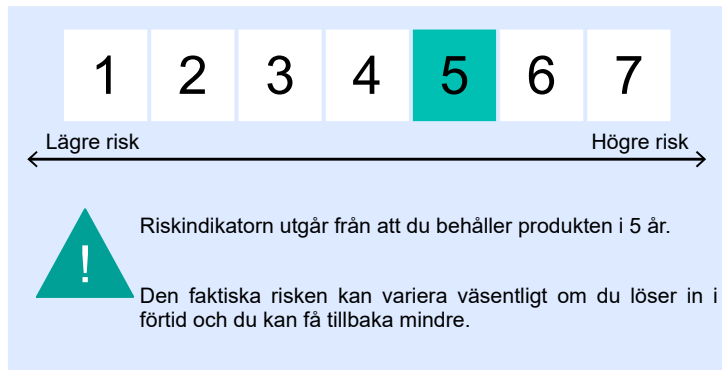 1 2 3 4 5 6 7
Lägre risk Högre risk
Riskindikatorn utgår från att du behåller produkten i 5 år.
!
Den faktiska risken kan variera väsentligt om du löser in i
förtid och du kan få tillbaka mindre.